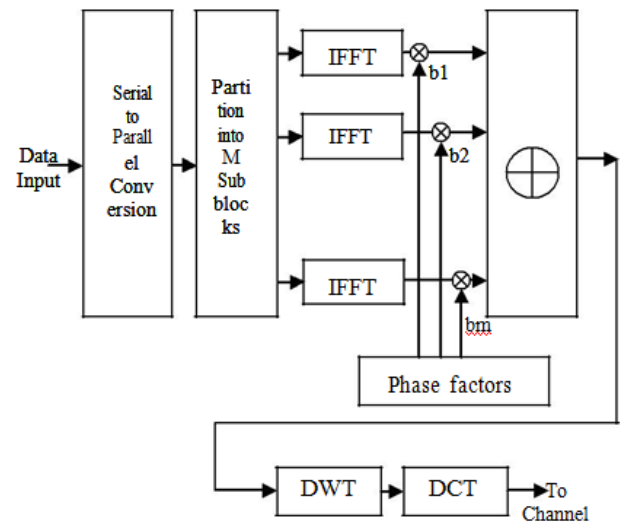 Data
Input
Serial
to
Parall
el
Conv
ersion
Parti
tion
into
M
Sub
bloc
ks
IFFT
b1
IFFT
b2
IFFT
bm
Phase factors
DWT
DCT
To
Channel